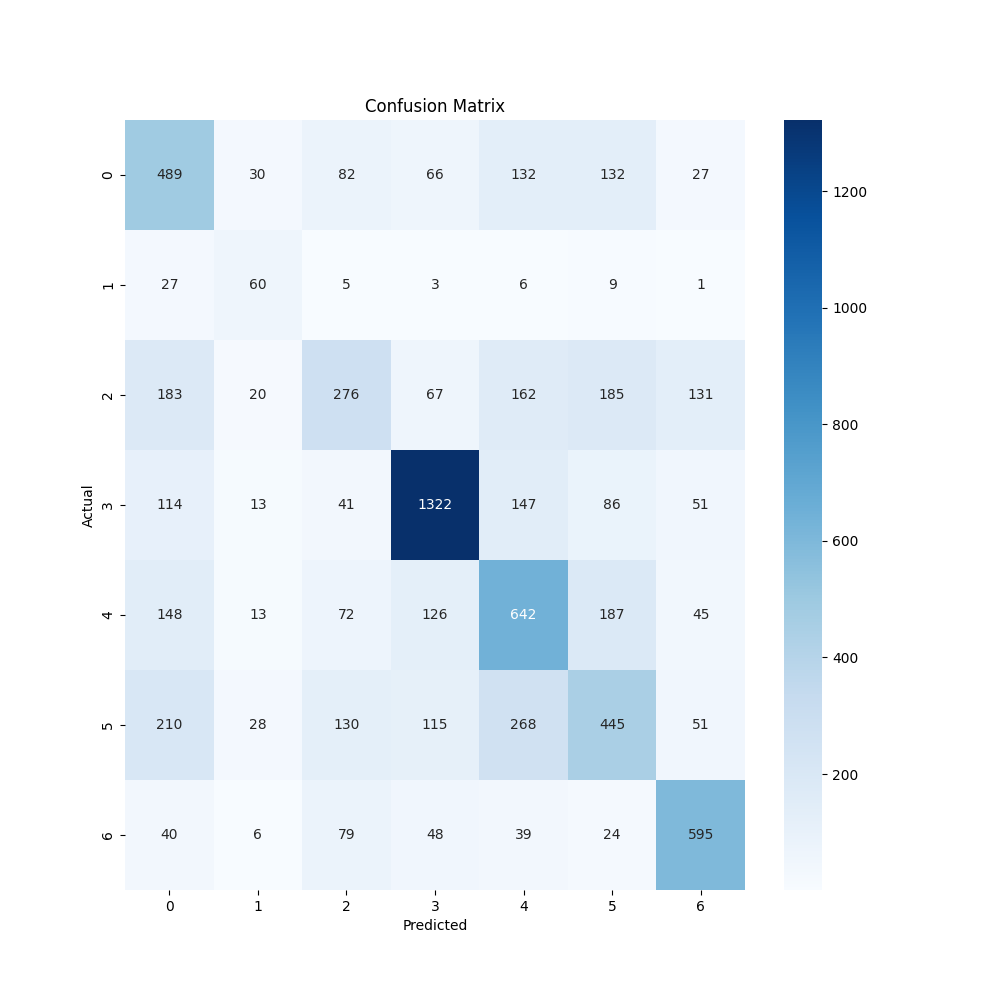 Confusion Matrix
0 489 30 82 66 132 132 27
1 27 60 5 3 6 9 1
2 183 20 276 67 162 185 131
3 114 13 41 1322 147 86 51
4 148 13 72 126 642 187 45
5 210 28 130 115 268 445 51
6 40 6 79 48 39 24 595
0 1 2 3 4 5 6
Predicted
Actual
1200
1000
800
600
400
200